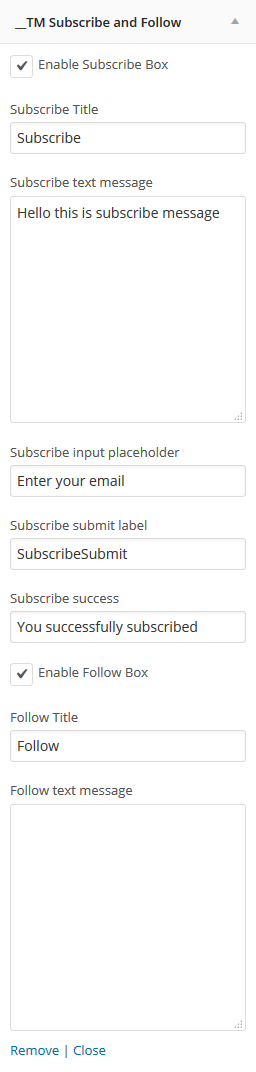 __TM Subscribe and Follow
Enable Subscribe Box
Subscribe Title
Subscribe
Subscribe text message
Hello this is subscribe message
Subscribe input placeholder
Enter your email
Subscribe submit label
SubscribeSubmit
Subscribe success
You successfully subscribed
Enable Follow Box
Follow Title
Follow
Follow text message
Remove | Close